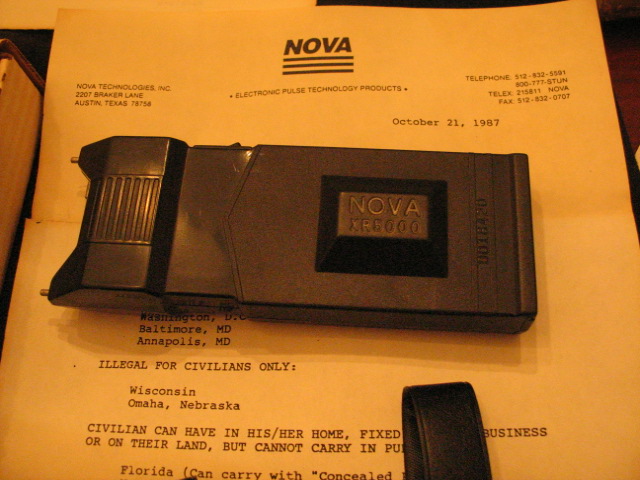 NOVA
NOVA TECHNOLOGIES, INC.
2207 BRAKER LANE
AUSTIN, TEXAS 78758
• ELECTRONIC PULSE TECHNOLOGY PRODUCTS •
TELEPHONE: 512-832-5591
800-777-STUN
TELEX: 215811 NOVA
FAX: 512-832-0707
October 21, 1987
NOVA
XR5000
Washington, D.C
Baltimore, MD
Annapolis, MD
ILLEGAL FOR CIVILIANS ONLY:
Wisconsin
Omaha, Nebraska
CIVILIAN CAN HAVE IN HIS/HER HOME, FIXED BUSINESS
OR ON THEIR LAND, BUT CANNOT CARRY IN PU
Florida (Can carry with "Concealed